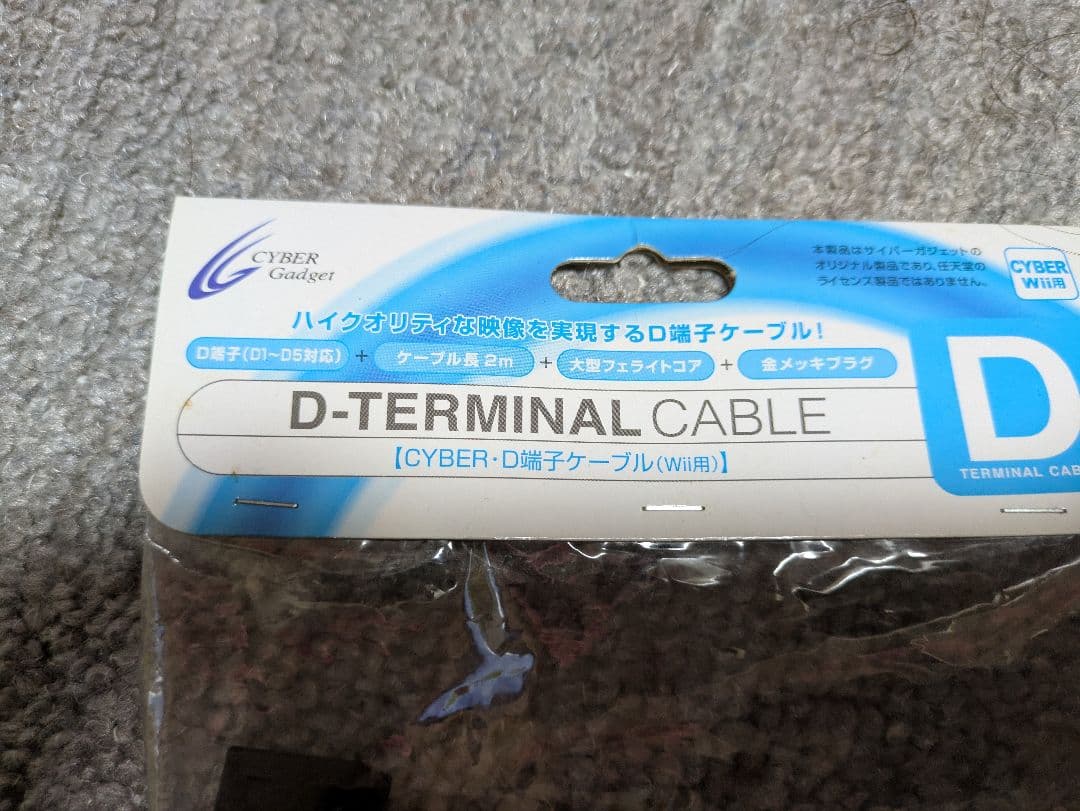 CYBER
Gadget
本製品はサイバーガジェットの
オリジナル製品であり、任天堂の
ライセンス製品ではありません。
CYBER
Wii用
ハイクオリティな映像を実現するD端子ケーブル!
D端子(D1~D5対応) + ケーブル長2m + 大型フェライトコア + 金メッキプラグ
D-TERMINAL CABLE
【CYBER・D端子ケーブル(Wii用)】
D
TERMINAL CAB